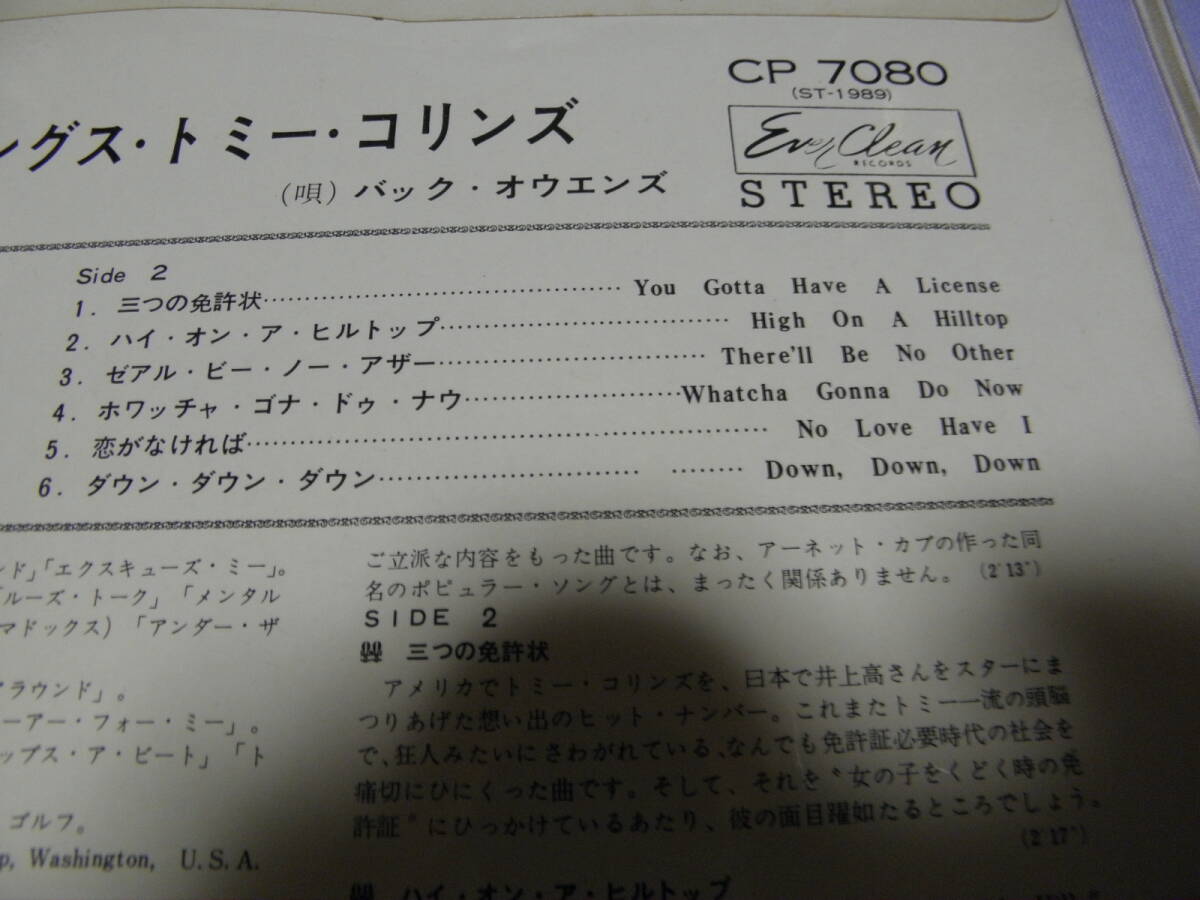 CP 7080
(ST-1989)
Ever Clean
RECORDS
STEREO
ングス・トミー・コリンズ
(唄) バック・オウエンズ
Side 2
1. 三つの免許状 You Gotta Have A License
2. ハイ・オン・ア・ヒルトップ High On A Hilltop
3. ゼアル・ビー・ノー・アザー There'll Be No Other
4. ホワッチャ・ゴナ・ドゥ・ナウ Whatcha Gonna Do Now
5. 恋がなければ No Love Have I
6. ダウン・ダウン・ダウン Down, Down, Down
ンド」「エクスキューズ・ミー」。
ルーズ・トーク」「メンタル
マドックス)「アンダー・ザ
アラウンド」。
ーアー・フォー・ミー」。
ップス・ア・ビート」「ト
ゴルフ。
p, Washington, U.S.A.
ご立派な内容をもった曲です。なお、アーネット・カブの作った同
名のポピュラー・ソングとは、まったく関係ありません。(2'13")
SIDE 2
三つの免許状
アメリカでトミー・コリンズを、日本で井上高さんをスターにま
つりあげた想い出のヒット・ナンバー。これまたトミー一流の頭脳
で、狂人みたいにさわがれている、なんでも免許証必要時代の社会を
痛切にひにくった曲です。そして、それを〝女の子をくどく時の免
許証〟にひっかけているあたり、彼の面目躍如たるところでしょう。
(2'17")
ハイ・オン・ア・ヒルトップ